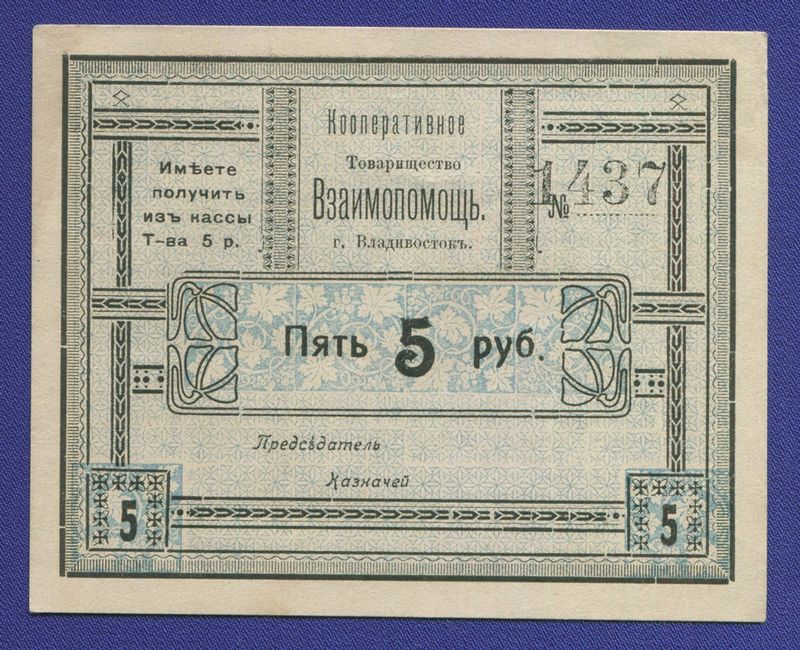 Имѣете
получить
изъ кассы
Т-ва 5 р.
Кооперативное
Товарищество
Взаимопомощь.
г. Владивостокъ.
№ 1437
Пять 5 руб.
Предсѣдатель
Казначей
5
5